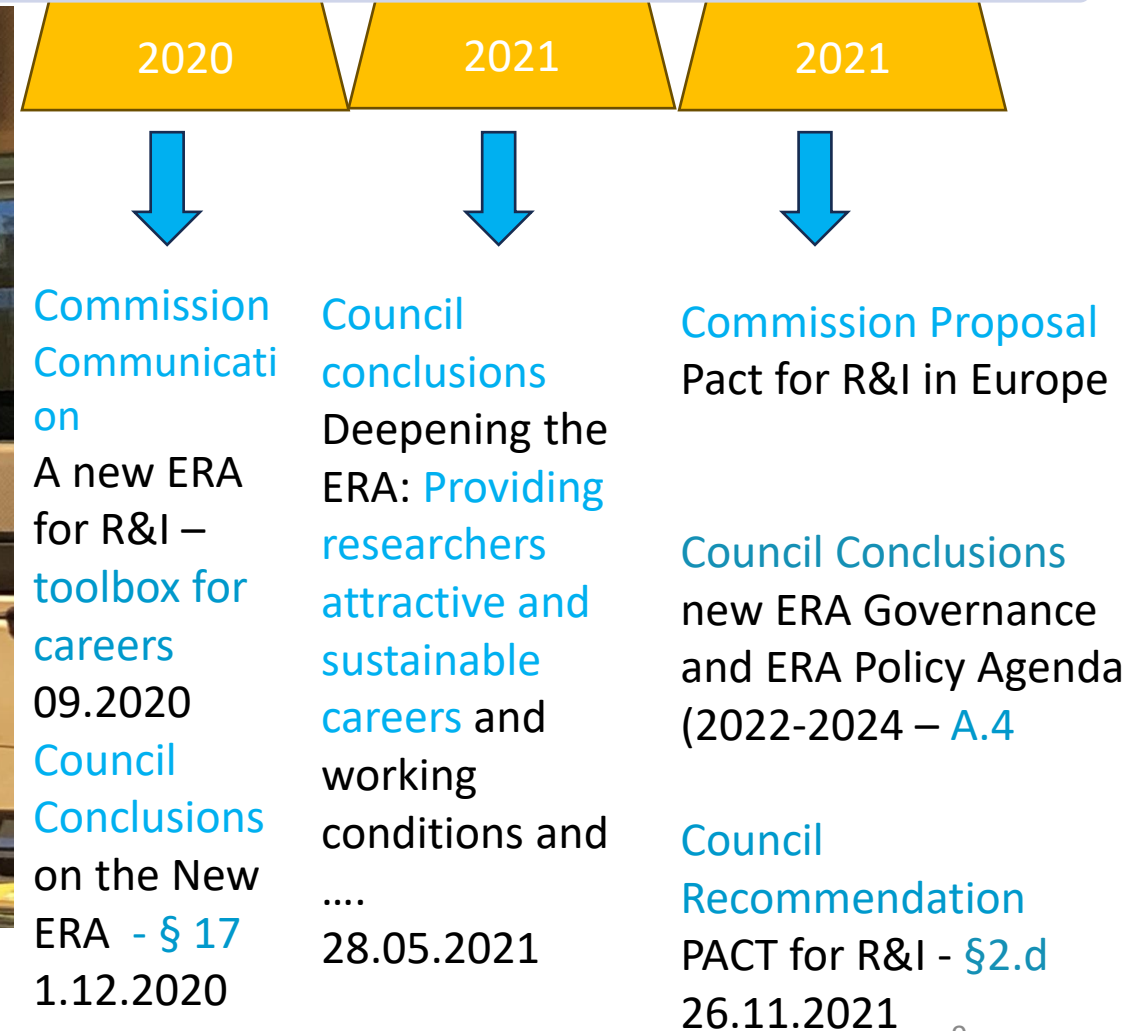 2020
2021
2021
Commission
Communicati
on
A new ERA
for R&I –
toolbox for
careers
09.2020
Council
Conclusions
on the New
ERA - § 17
1.12.2020
Council
conclusions
Deepening the
ERA: Providing
researchers
attractive and
sustainable
careers and
working
conditions and
....
28.05.2021
Commission Proposal
Pact for R&I in Europe
Council Conclusions
new ERA Governance
and ERA Policy Agenda
(2022-2024 – A.4
Council
Recommendation
PACT for R&I - §2.d
26.11.2021